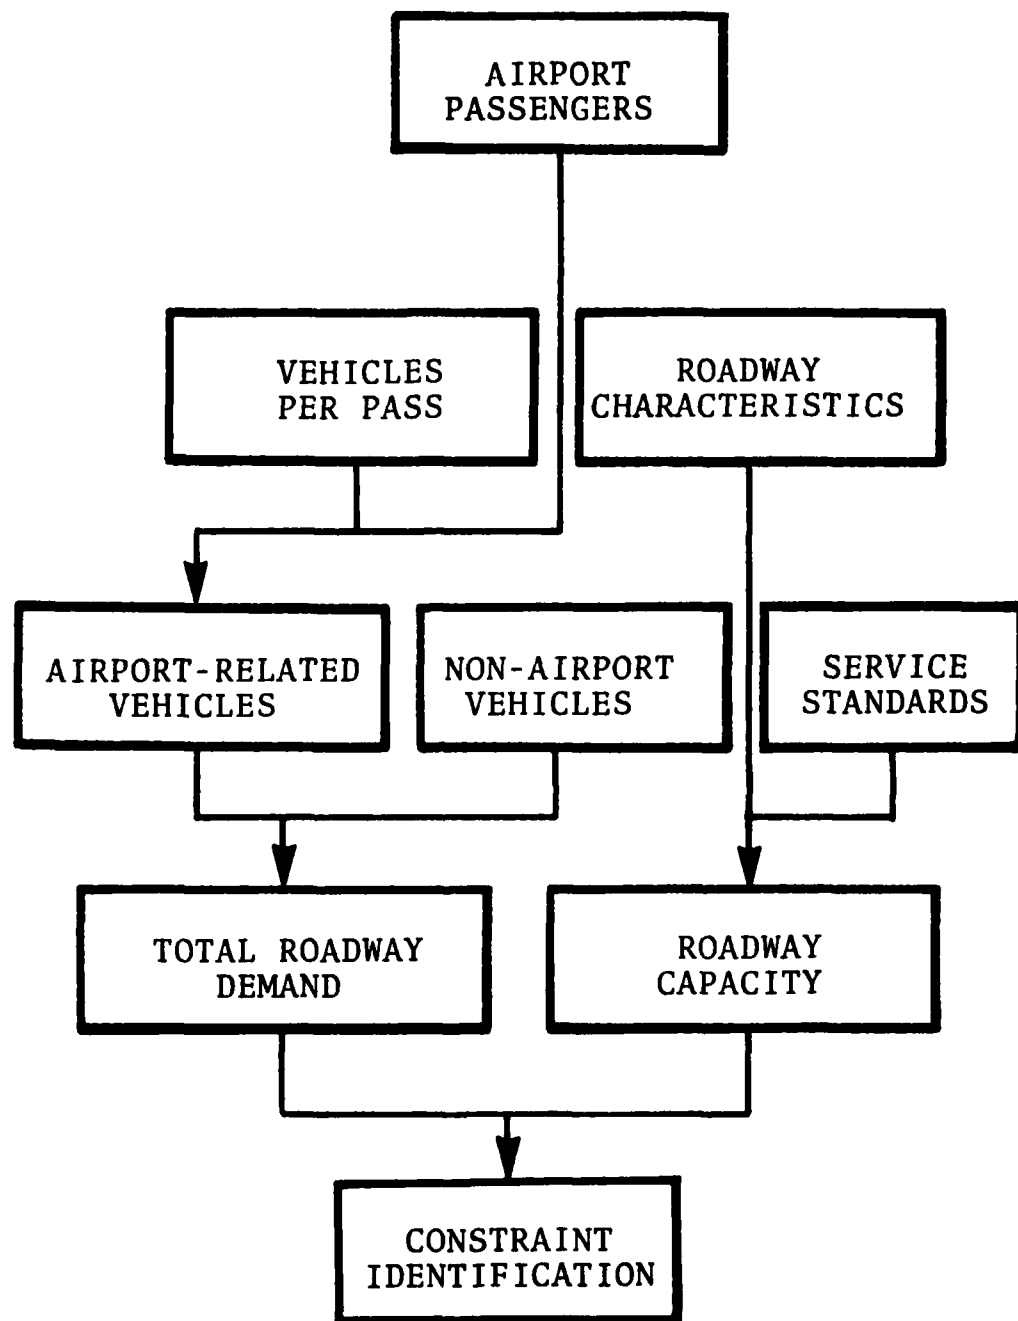 AIRPORT
PASSENGERS
VEHICLES
PER PASS
ROADWAY
CHARACTERISTICS
AIRPORT-RELATED
VEHICLES
NON-AIRPORT
VEHICLES
SERVICE
STANDARDS
TOTAL ROADWAY
DEMAND
ROADWAY
CAPACITY
CONSTRAINT
IDENTIFICATION